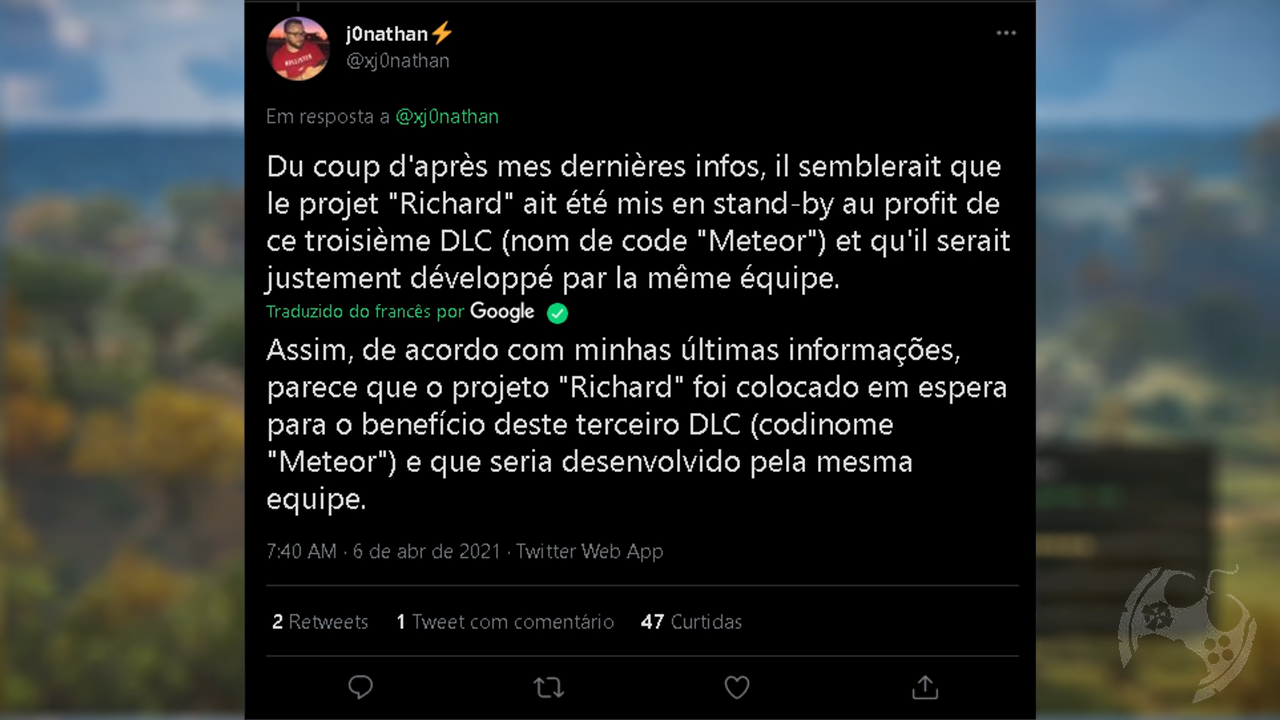 j0nathan⚡
@xj0nathan
Em resposta a @xj0nathan
Du coup d'après mes dernières infos, il semblerait que
le projet "Richard" ait été mis en stand-by au profit de
ce troisième DLC (nom de code "Meteor") et qu'il serait
justement développé par la même équipe.
Traduzido do francês por Google
Assim, de acordo com minhas últimas informações,
parece que o projeto "Richard" foi colocado em espera
para o benefício deste terceiro DLC (codinome
"Meteor") e que seria desenvolvido pela mesma
equipe.
7:40 AM · 6 de abr de 2021 · Twitter Web App
2 Retweets 1 Tweet com comentário 47 Curtidas